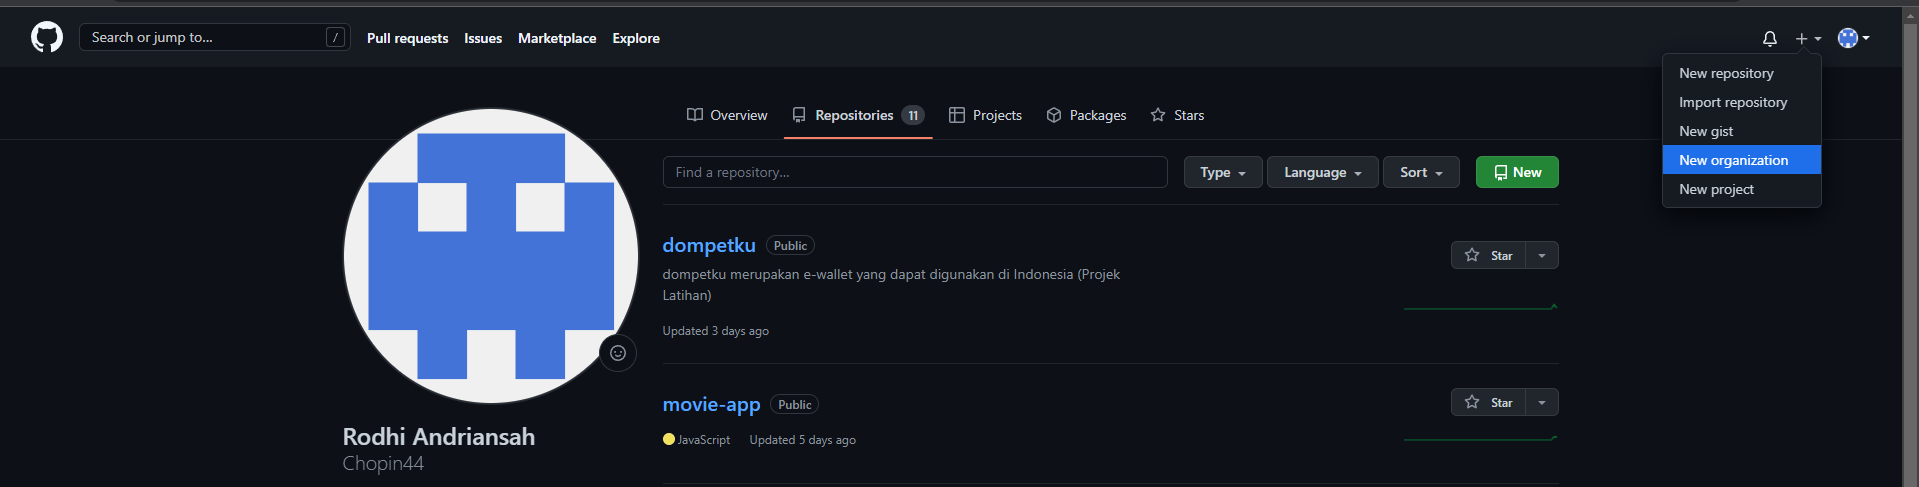 Search or jump to... /
Pull requests Issues Marketplace Explore
New repository
Import repository
New gist
New organization
New project
Overview Repositories 11 Projects Packages Stars
Find a repository... Type Language Sort New
dompetku Public
Star
dompetku merupakan e-wallet yang dapat digunakan di Indonesia (Projek
Latihan)
Updated 3 days ago
movie-app Public
Star
JavaScript Updated 5 days ago
Rodhi Andriansah
Chopin44